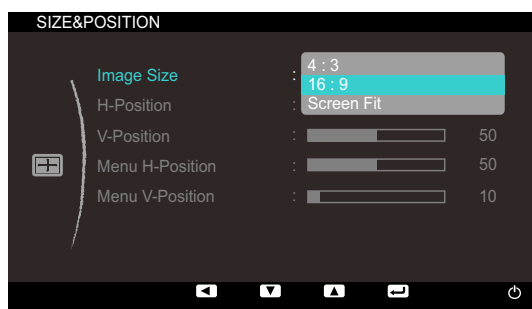 SIZE&POSITION
Image Size :
4 : 3
16 : 9
Screen Fit
H-Position :
V-Position : 50
Menu H-Position : 50
Menu V-Position : 10